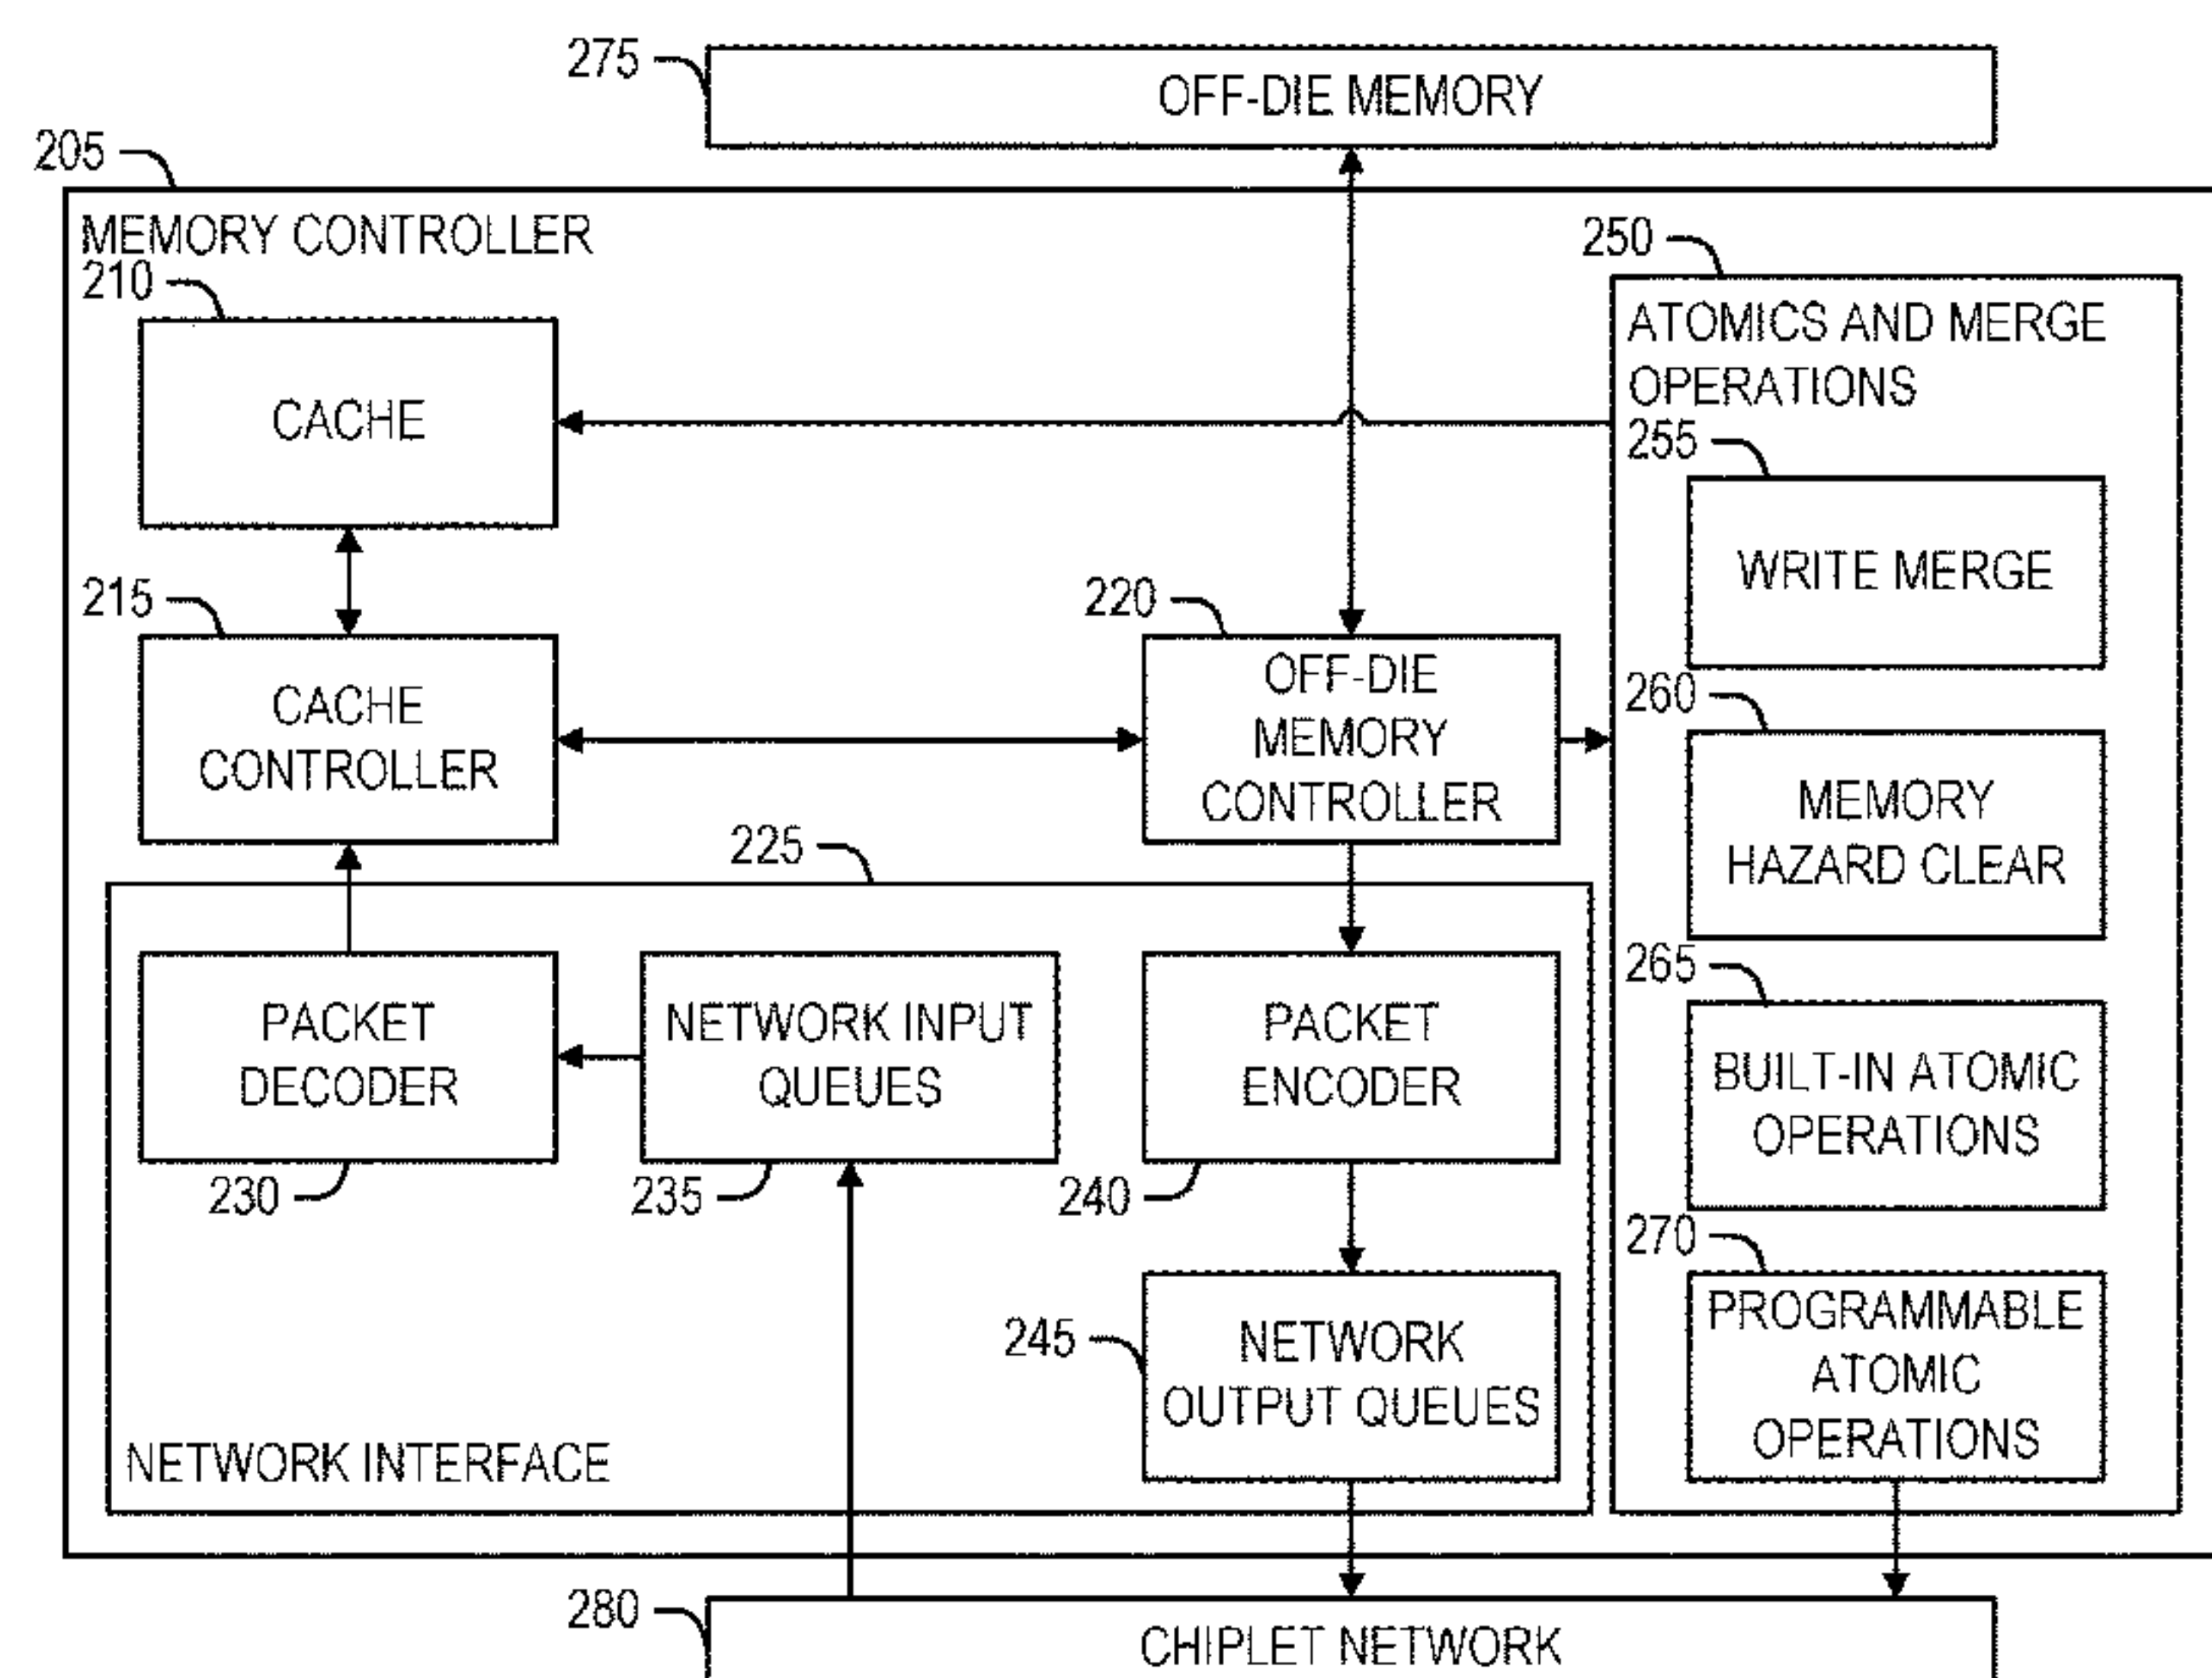 275
OFF-DIE MEMORY
205
MEMORY CONTROLLER
210
250
ATOMICS AND MERGE
OPERATIONS
CACHE
255
WRITE MERGE
215
220
CACHE
CONTROLLER
OFF-DIE
MEMORY
CONTROLLER
260
MEMORY
HAZARD CLEAR
225
PACKET
DECODER
NETWORK INPUT
QUEUES
PACKET
ENCODER
265
BUILT-IN ATOMIC
OPERATIONS
230
235
240
270
PROGRAMMABLE
ATOMIC
OPERATIONS
245
NETWORK
OUTPUT QUEUES
NETWORK INTERFACE
280
CHIPLET NETWORK